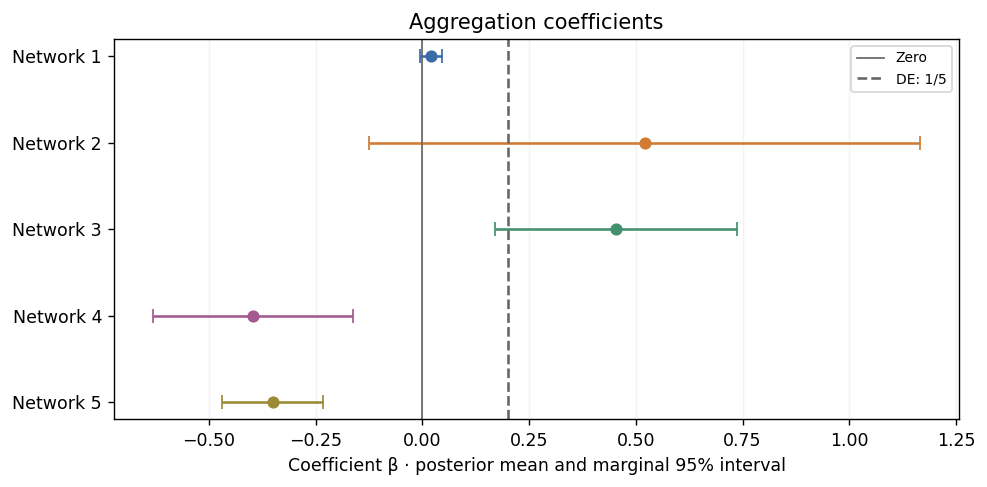 Aggregation coefficients
Zero
DE: 1/5
Network 1
Network 2
Network 3
Network 4
Network 5
−0.50 −0.25 0.00 0.25 0.50 0.75 1.00 1.25
Coefficient β · posterior mean and marginal 95% interval